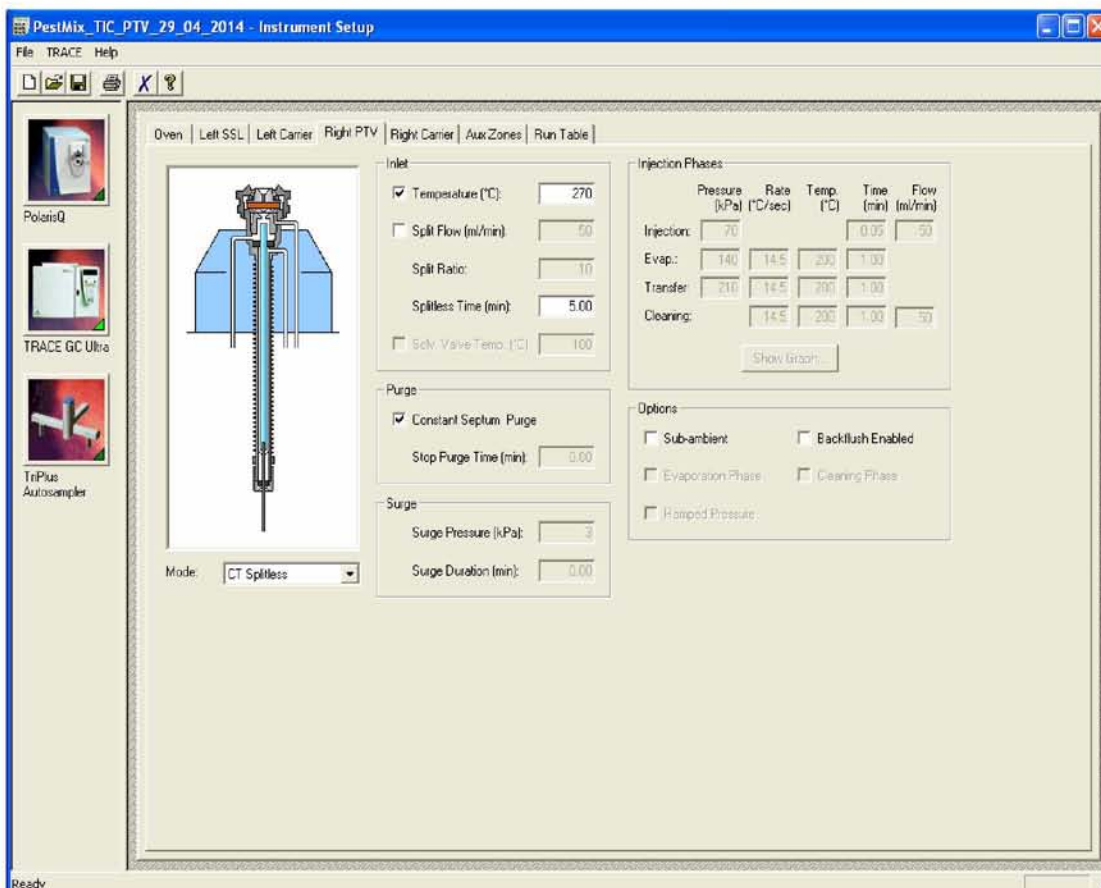 PestMix_TIC_PTV_29_04_2014 - Instrument Setup
File TRACE Help
PolarisQ
TRACE GC Ultra
TriPlus
Autosampler
Oven Left SSL Left Carrier Right PTV Right Carrier Aux Zones Run Table
Mode: CT Splitless
Inlet
Temperature (°C): 270
Split Flow (ml/min): 50
Split Ratio: 10
Splitless Time (min): 5.00
Solv. Valve Temp. (°C) 100
Purge
Constant Septum Purge
Stop Purge Time (min): 0.00
Surge
Surge Pressure (kPa): 3
Surge Duration (min): 0.00
Injection Phases
Pressure Rate Temp. Time Flow
(kPa) (°C/sec) (°C) (min) (ml/min)
Injection: 70 0.05 50
Evap.: 140 14.5 200 1.00
Transfer 210 14.5 200 1.00
Cleaning: 14.5 200 1.00 50
Show Graph...
Options
Sub-ambient Backflush Enabled
Evaporation Phase Cleaning Phase
Ramped Pressure
Ready